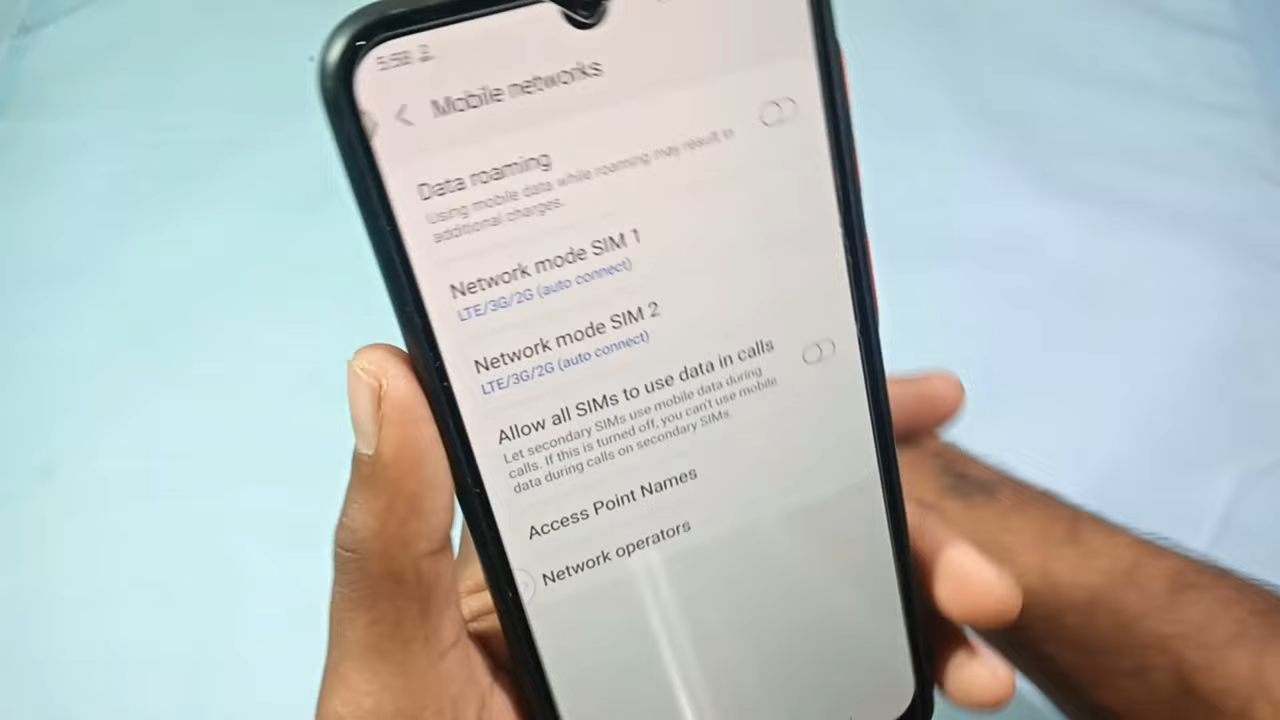 5:58
Mobile networks
Data roaming
Using mobile data while roaming may result in
additional charges.
Network mode SIM 1
LTE/3G/2G (auto connect)
Network mode SIM 2
LTE/3G/2G (auto connect)
Allow all SIMs to use data in calls
Let secondary SIMs use mobile data during
calls. If this is turned off, you can't use mobile
data during calls on secondary SIMs.
Access Point Names
Network operators